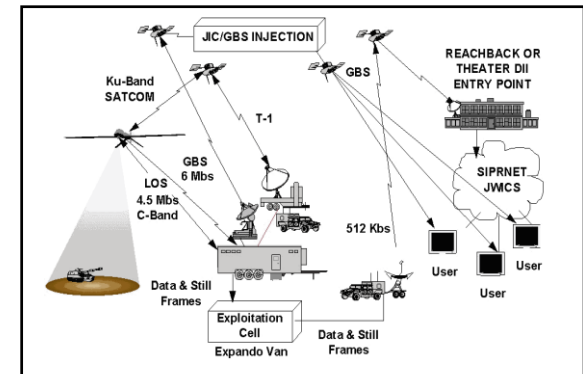 JIC/GBS INJECTION
Ku-Band
SATCOM
GBS
REACHBACK OR
THEATER DII
ENTRY POINT
T-1
GBS
6 Mbs
LOS
4.5 Mbs
C-Band
SIPRNET
JWICS
512 Kbs
User
User
User
Data & Still
Frames
Exploitation
Cell
Expando Van
Data & Still
Frames